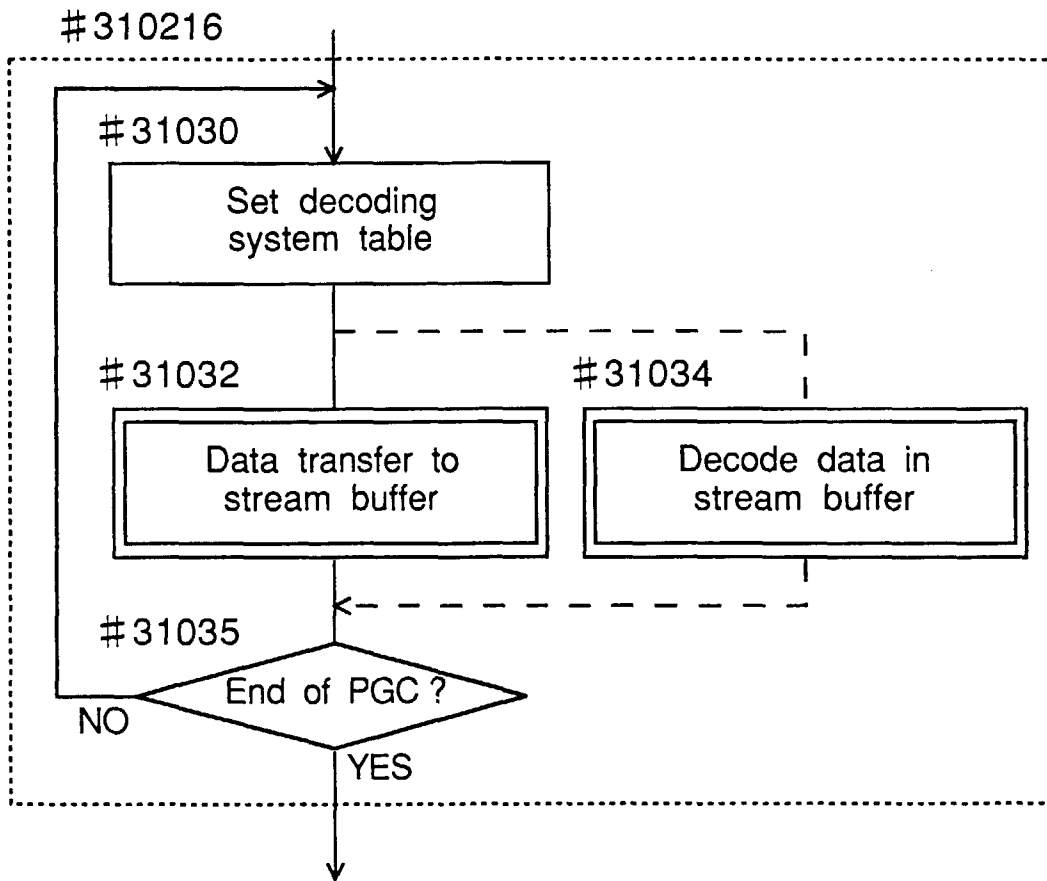 #310216
#31030
Set decoding
system table
#31032
#31034
Data transfer to
stream buffer
Decode data in
stream buffer
#31035
End of PGC ?
NO
YES